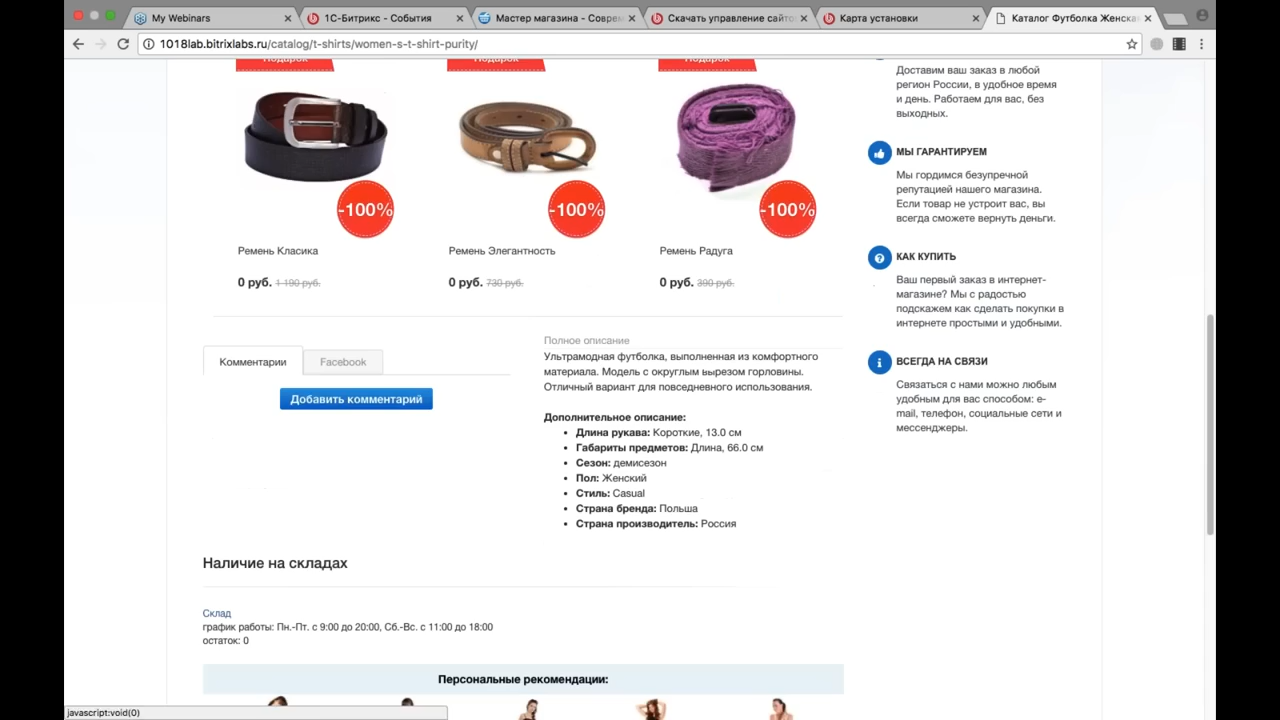 My Webinars
1С-Битрикс - События
Мастер магазина - Соврем
Скачать управление сайто
Карта установки
Каталог Футболка Женская
1018lab.bitrixlabs.ru/catalog/t-shirts/women-s-t-shirt-purity/
Подарок Подарок Подарок
-100% -100% -100%
Ремень Класика Ремень Элегантность Ремень Радуга
0 руб. 1 190 руб. 0 руб. 730 руб. 0 руб. 390 руб.
Комментарии Facebook
Добавить комментарий
Полное описание
Ультрамодная футболка, выполненная из комфортного
материала. Модель с округлым вырезом горловины.
Отличный вариант для повседневного использования.
Дополнительное описание:
Длина рукава: Короткие, 13.0 см
Габариты предметов: Длина, 66.0 см
Сезон: демисезон
Пол: Женский
Стиль: Casual
Страна бренда: Польша
Страна производитель: Россия
Наличие на складах
Склад
график работы: Пн.-Пт. с 9:00 до 20:00, Сб.-Вс. с 11:00 до 18:00
остаток: 0
Персональные рекомендации:
Доставим ваш заказ в любой
регион России, в удобное время
и день. Работаем для вас, без
выходных.
МЫ ГАРАНТИРУЕМ
Мы гордимся безупречной
репутацией нашего магазина.
Если товар не устроит вас, вы
всегда сможете вернуть деньги.
КАК КУПИТЬ
Ваш первый заказ в интернет-
магазине? Мы с радостью
подскажем как сделать покупки в
интернете простыми и удобными.
ВСЕГДА НА СВЯЗИ
Связаться с нами можно любым
удобным для вас способом: e-
mail, телефон, социальные сети и
мессенджеры.
javascript:void(0)